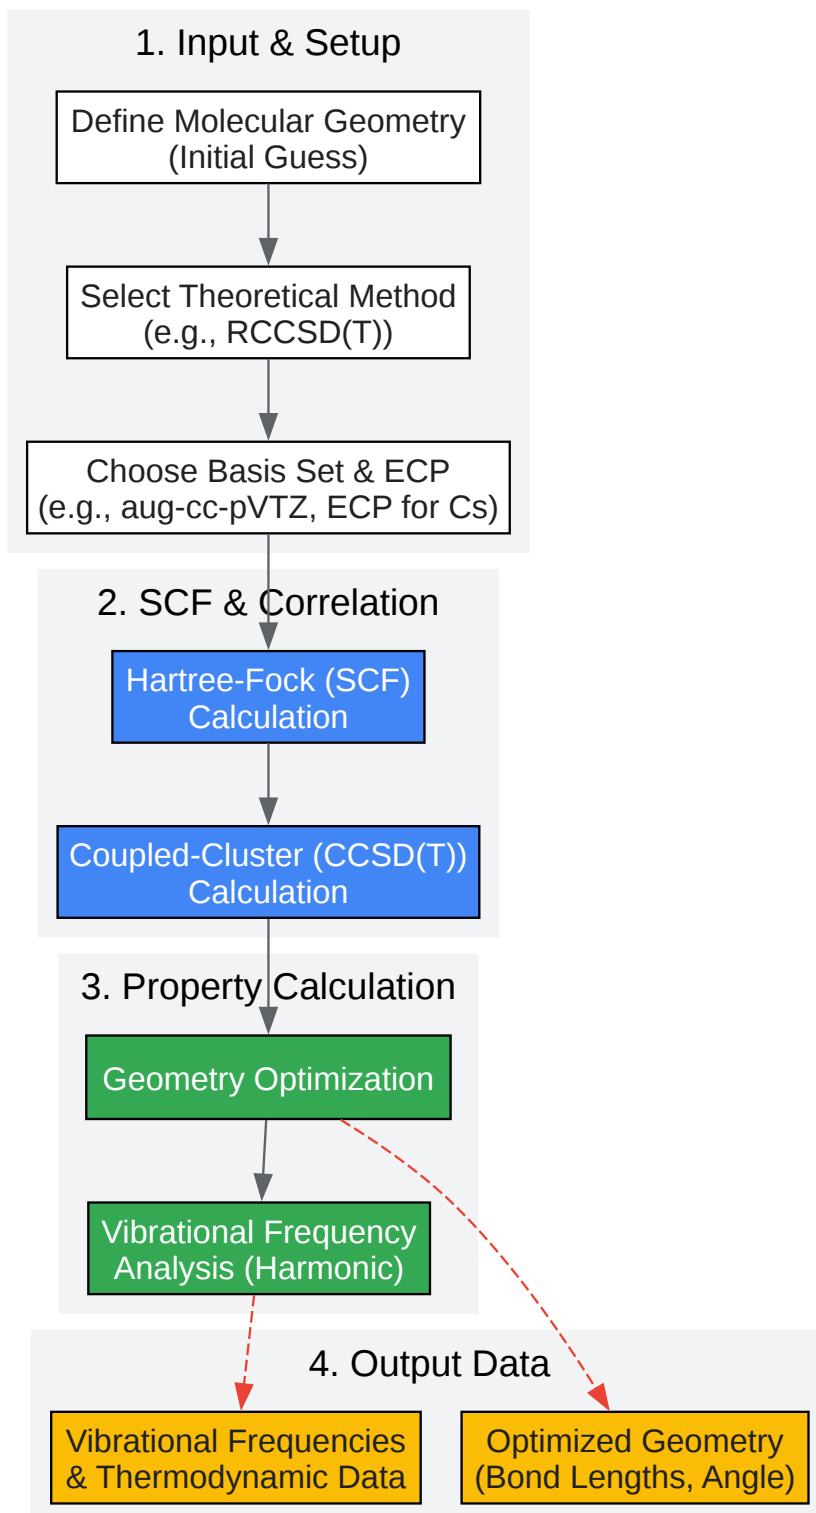 1. Input & Setup
Define Molecular Geometry
(Initial Guess)
Select Theoretical Method
(e.g., RCCSD(T))
Choose Basis Set & ECP
(e.g., aug-cc-pVTZ, ECP for Cs)
2. SCF & Correlation
Hartree-Fock (SCF)
Calculation
Coupled-Cluster (CCSD(T))
Calculation
3. Property Calculation
Geometry Optimization
Vibrational Frequency
Analysis (Harmonic)
4. Output Data
Vibrational Frequencies
& Thermodynamic Data
Optimized Geometry
(Bond Lengths, Angle)